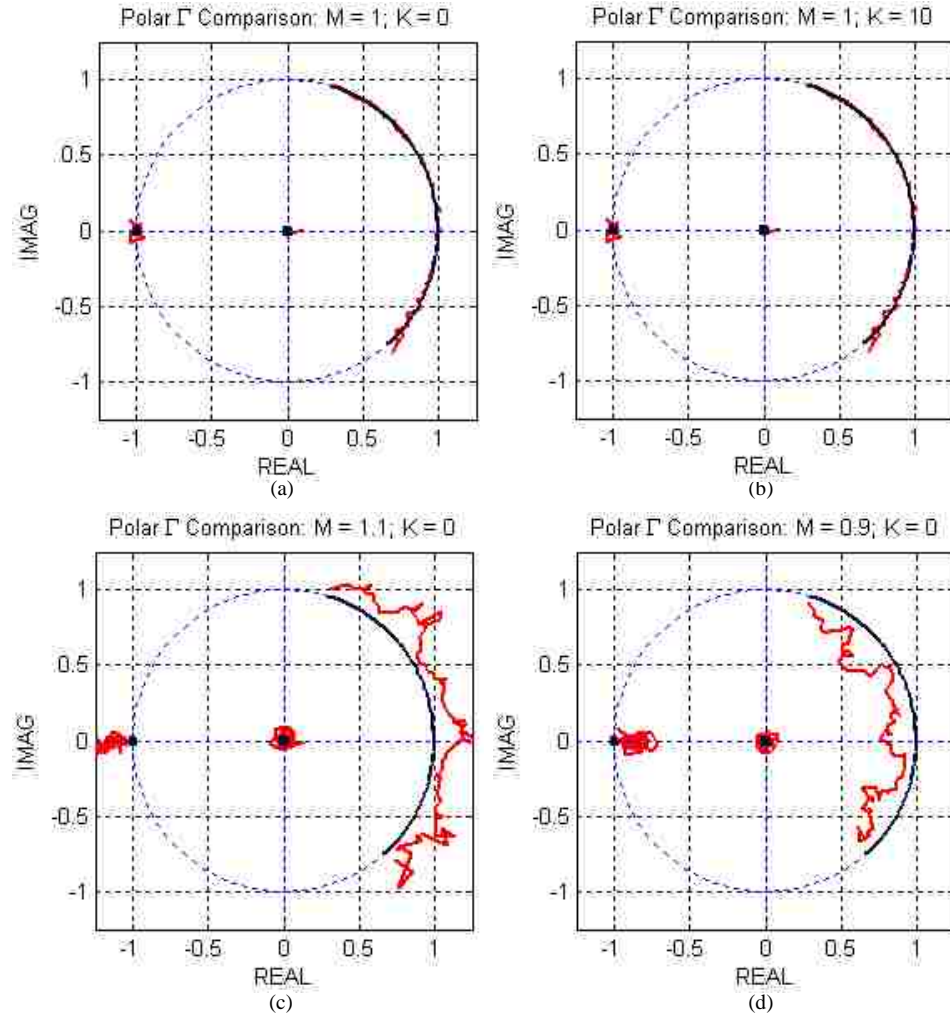 Polar Γ Comparison: M = 1; K = 0
1
0.5
0
-0.5
-1
IMAG
-1 -0.5 0 0.5 1
REAL
(a)
Polar Γ Comparison: M = 1; K = 10
1
0.5
0
-0.5
-1
IMAG
-1 -0.5 0 0.5 1
REAL
(b)
Polar Γ Comparison: M = 1.1; K = 0
1
0.5
0
-0.5
-1
IMAG
-1 -0.5 0 0.5 1
REAL
(c)
Polar Γ Comparison: M = 0.9; K = 0
1
0.5
0
-0.5
-1
IMAG
-1 -0.5 0 0.5 1
REAL
(d)